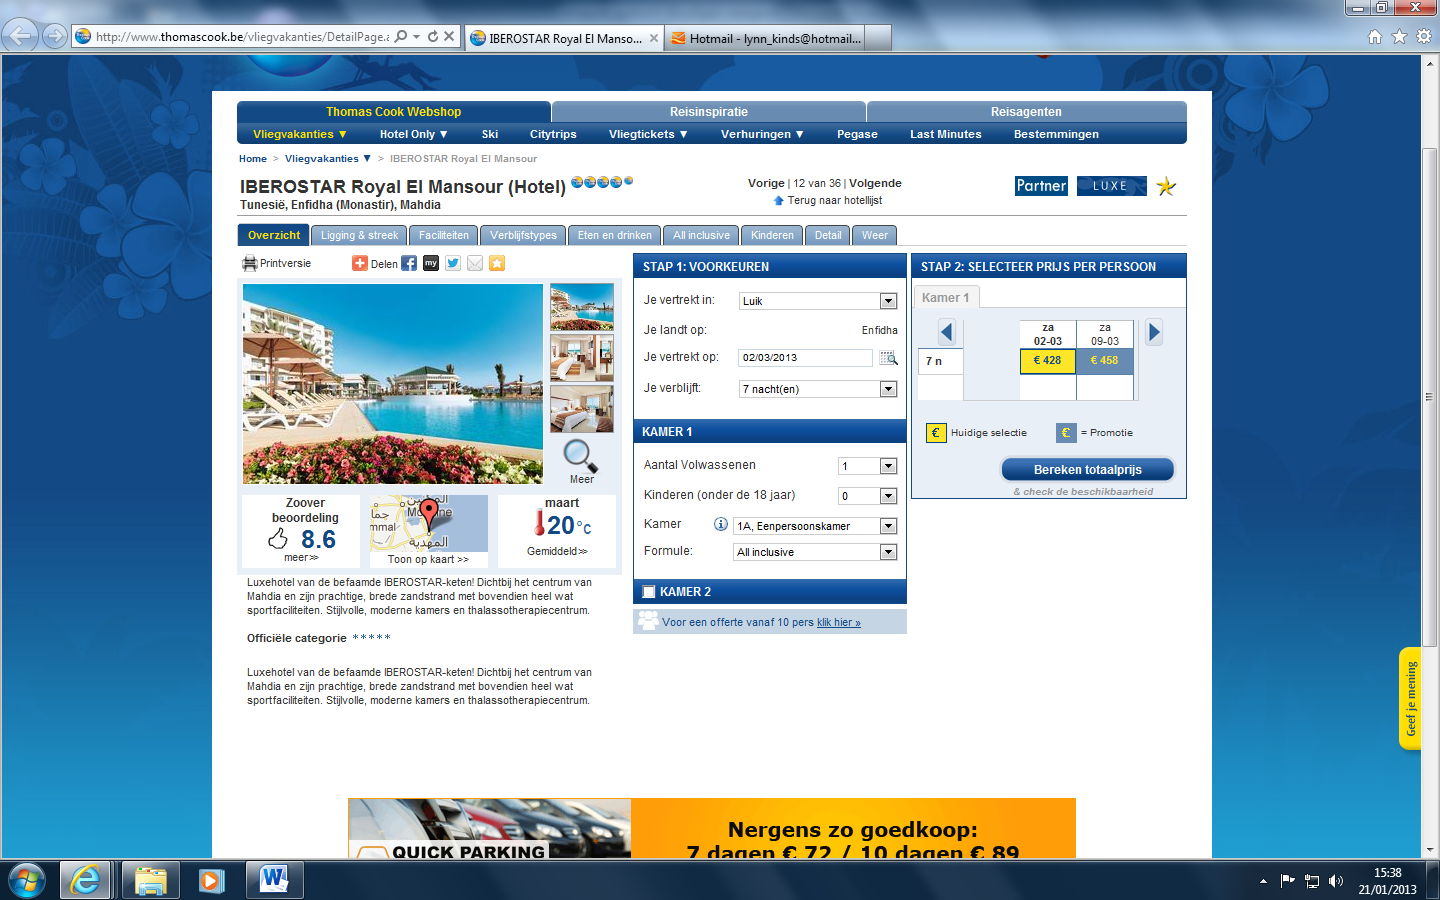 http://www.thomascook.be/vliegvakanties/DetailPage.a
IBEROSTAR Royal El Manso...
Hotmail - lynn_kinds@hotmail...
Thomas Cook Webshop
Reisinspiratie
Reisagenten
Vliegvakanties ▼
Hotel Only ▼
Ski
Citytrips
Vliegtickets ▼
Verhuringen ▼
Pegase
Last Minutes
Bestemmingen
Home > Vliegvakanties ▼ > IBEROSTAR Royal El Mansour
IBEROSTAR Royal El Mansour (Hotel)
Tunesië, Enfidha (Monastir), Mahdia
Vorige | 12 van 36 | Volgende
Terug naar hotellijst
Partner
LUXE
Overzicht
Ligging & streek
Faciliteiten
Verblijfstypes
Eten en drinken
All inclusive
Kinderen
Detail
Weer
Printversie
Delen
my
Meer
Zoover
beoordeling
8.6
meer >>
المهدية
Toon op kaart >>
maart
20 °C
Gemiddeld >>
Luxehotel van de befaamde IBEROSTAR-keten! Dichtbij het centrum van
Mahdia en zijn prachtige, brede zandstrand met bovendien heel wat
sportfaciliteiten. Stijlvolle, moderne kamers en thalassotherapiecentrum.
Officiële categorie *****
Luxehotel van de befaamde IBEROSTAR-keten! Dichtbij het centrum van
Mahdia en zijn prachtige, brede zandstrand met bovendien heel wat
sportfaciliteiten. Stijlvolle, moderne kamers en thalassotherapiecentrum.
STAP 1: VOORKEUREN
Je vertrekt in: Luik
Je landt op: Enfidha
Je vertrekt op: 02/03/2013
Je verblijft: 7 nacht(en)
KAMER 1
Aantal Volwassenen 1
Kinderen (onder de 18 jaar) 0
Kamer 1A, Eenpersoonskamer
Formule: All inclusive
KAMER 2
Voor een offerte vanaf 10 pers klik hier »
STAP 2: SELECTEER PRIJS PER PERSOON
Kamer 1
za za
02-03 09-03
7 n € 428 € 458
€ Huidige selectie € = Promotie
Bereken totaalprijs
& check de beschikbaarheid
Geef je mening
QUICK PARKING
Nergens zo goedkoop:
7 dagen € 72 / 10 dagen € 89
15:38
21/01/2013